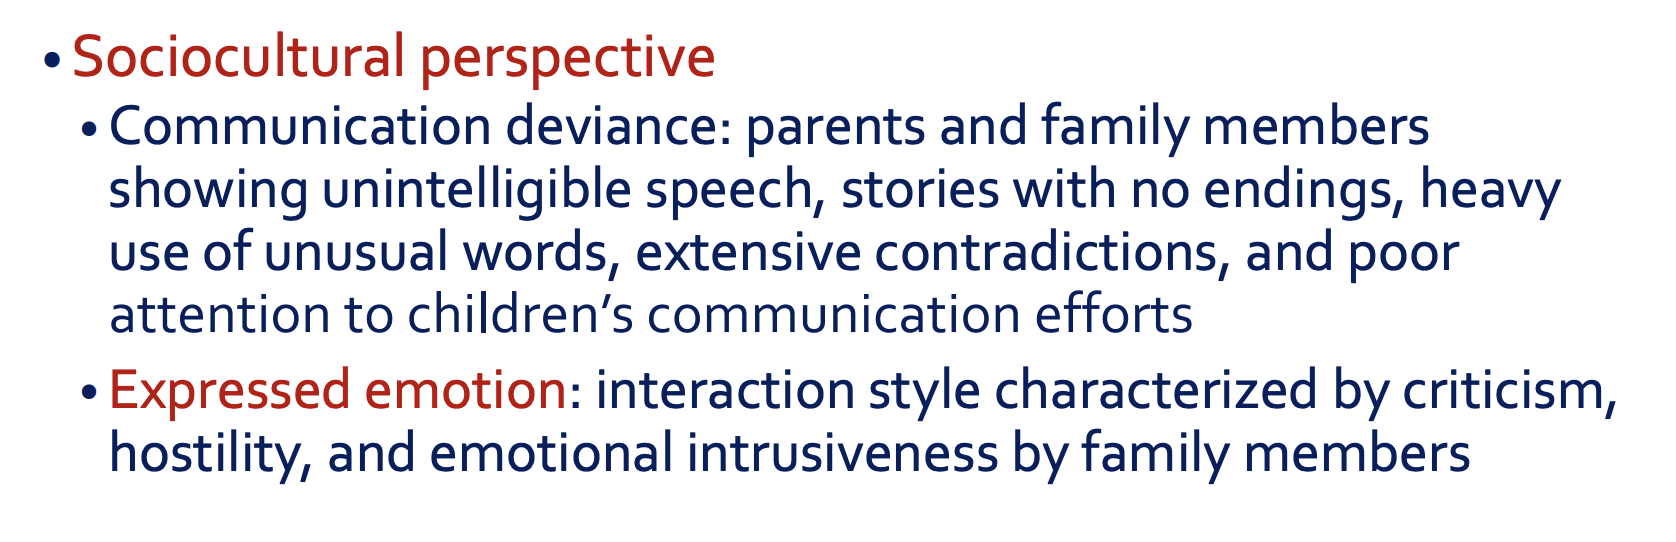 • Sociocultural perspective
• Communication deviance: parents and family members
showing unintelligible speech, stories with no endings, heavy
use of unusual words, extensive contradictions, and poor
attention to children’s communication efforts
• Expressed emotion: interaction style characterized by criticism,
hostility, and emotional intrusiveness by family members